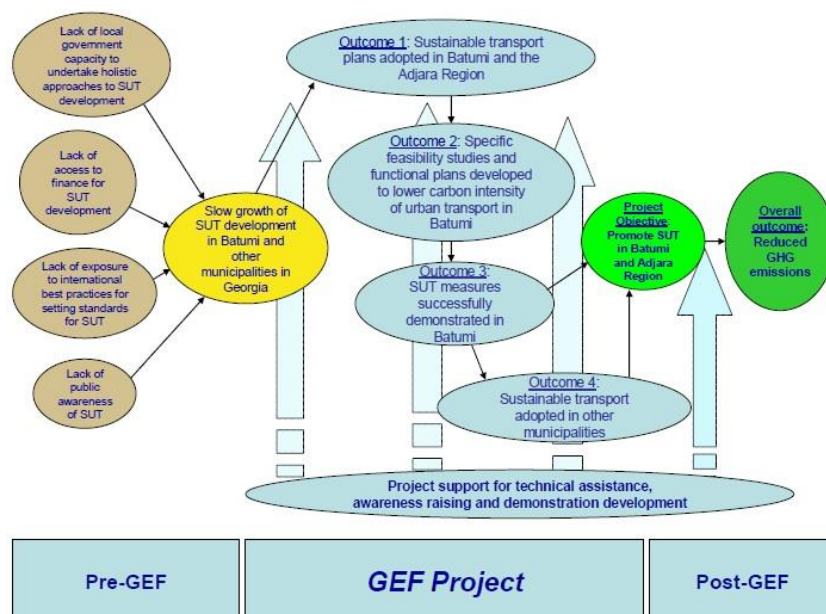 Lack of local
government
capacity to
undertake holistic
approaches to SUT
development
Lack of
access to
finance for
SUT
development
Lack of exposure
to international
best practices for
setting standards
for SUT
Lack of
public
awareness
of SUT
Slow growth of
SUT development
in Batumi and
other
municipalities in
Georgia
Outcome 1: Sustainable transport
plans adopted in Batumi and the
Adjara Region
Outcome 2: Specific
feasibility studies and
functional plans developed
to lower carbon intensity
of urban transport in
Batumi
Outcome 3:
SUT measures
successfully
demonstrated in
Batumi
Outcome 4:
Sustainable transport
adopted in other
municipalities
Project
Objective:
Promote SUT
in Batumi
and Adjara
Region
Overall
outcome:
Reduced
GHG
emissions
Project support for technical assistance,
awareness raising and demonstration development
Pre-GEF
GEF Project
Post-GEF